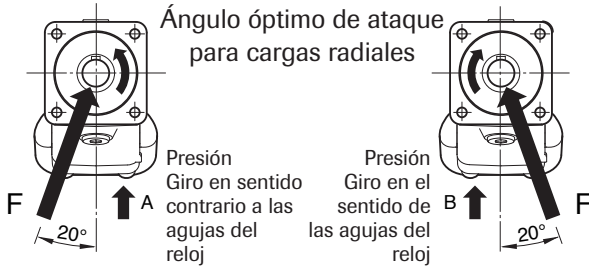 Ángulo óptimo de ataque
para cargas radiales
F
20°
A
Presión
Giro en sentido
contrario a las
agujas del
reloj
Presión
Giro en el
sentido de
las agujas del
reloj
B
20°
F